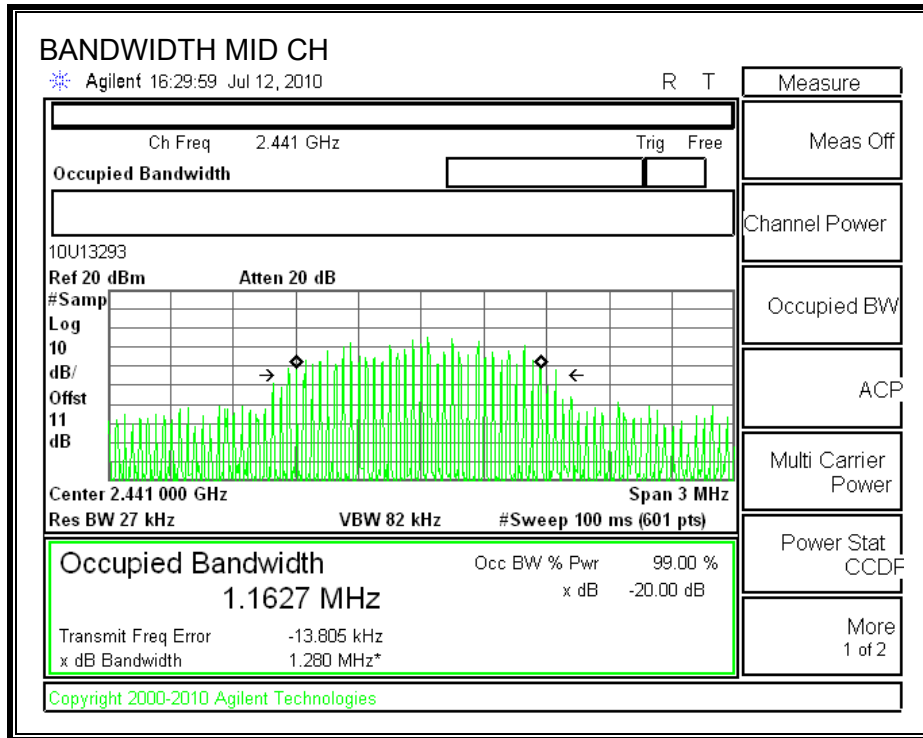 BANDWIDTH MID CH
Agilent 16:29:59 Jul 12, 2010 R T
Ch Freq 2.441 GHz Trig Free
Occupied Bandwidth
10U13293
Ref 20 dBm Atten 20 dB
#Samp
Log
10
dB/
Offst
11
dB
Center 2.441 000 GHz Span 3 MHz
Res BW 27 kHz VBW 82 kHz #Sweep 100 ms (601 pts)
Occupied Bandwidth Occ BW % Pwr 99.00 %
1.1627 MHz x dB -20.00 dB
Transmit Freq Error -13.805 kHz
x dB Bandwidth 1.280 MHz*
Copyright 2000-2010 Agilent Technologies
Measure
Meas Off
Channel Power
Occupied BW
ACP
Multi Carrier
Power
Power Stat
CCDF
More
1 of 2